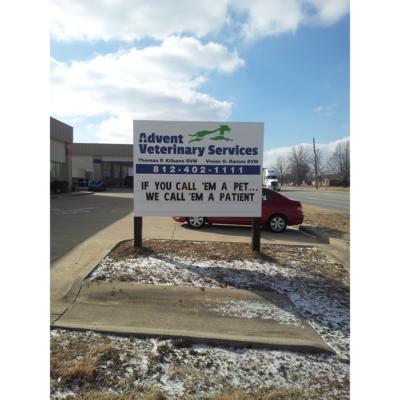 Advent
Veterinary Services
Thomas P. Kilbane DVM Vivian G. Ramos DVM
812-402-1111
IF YOU CALL 'EM A PET...
WE CALL 'EM A PATIENT